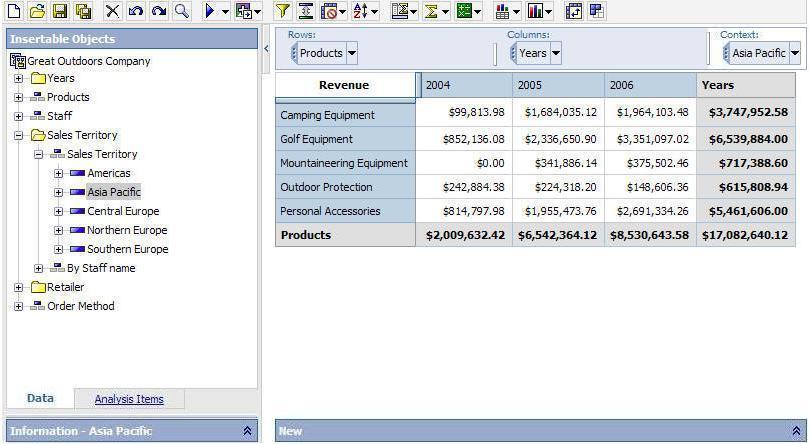 Insertable Objects
Great Outdoors Company
Years
Products
Staff
Sales Territory
Sales Territory
Americas
Asia Pacific
Central Europe
Northern Europe
Southern Europe
By Staff name
Retailer
Order Method
Data Analysis Items
Information - Asia Pacific
Rows: Columns: Context:
Products Years Asia Pacific
Revenue 2004 2005 2006 Years
Camping Equipment $99,813.98 $1,684,035.12 $1,964,103.48 $3,747,952.58
Golf Equipment $852,136.08 $2,336,650.90 $3,351,097.02 $6,539,884.00
Mountaineering Equipment $0.00 $341,886.14 $375,502.46 $717,388.60
Outdoor Protection $242,884.38 $224,318.20 $148,606.36 $615,808.94
Personal Accessories $814,797.98 $1,955,473.76 $2,691,334.26 $5,461,606.00
Products $2,009,632.42 $6,542,364.12 $8,530,643.58 $17,082,640.12
New